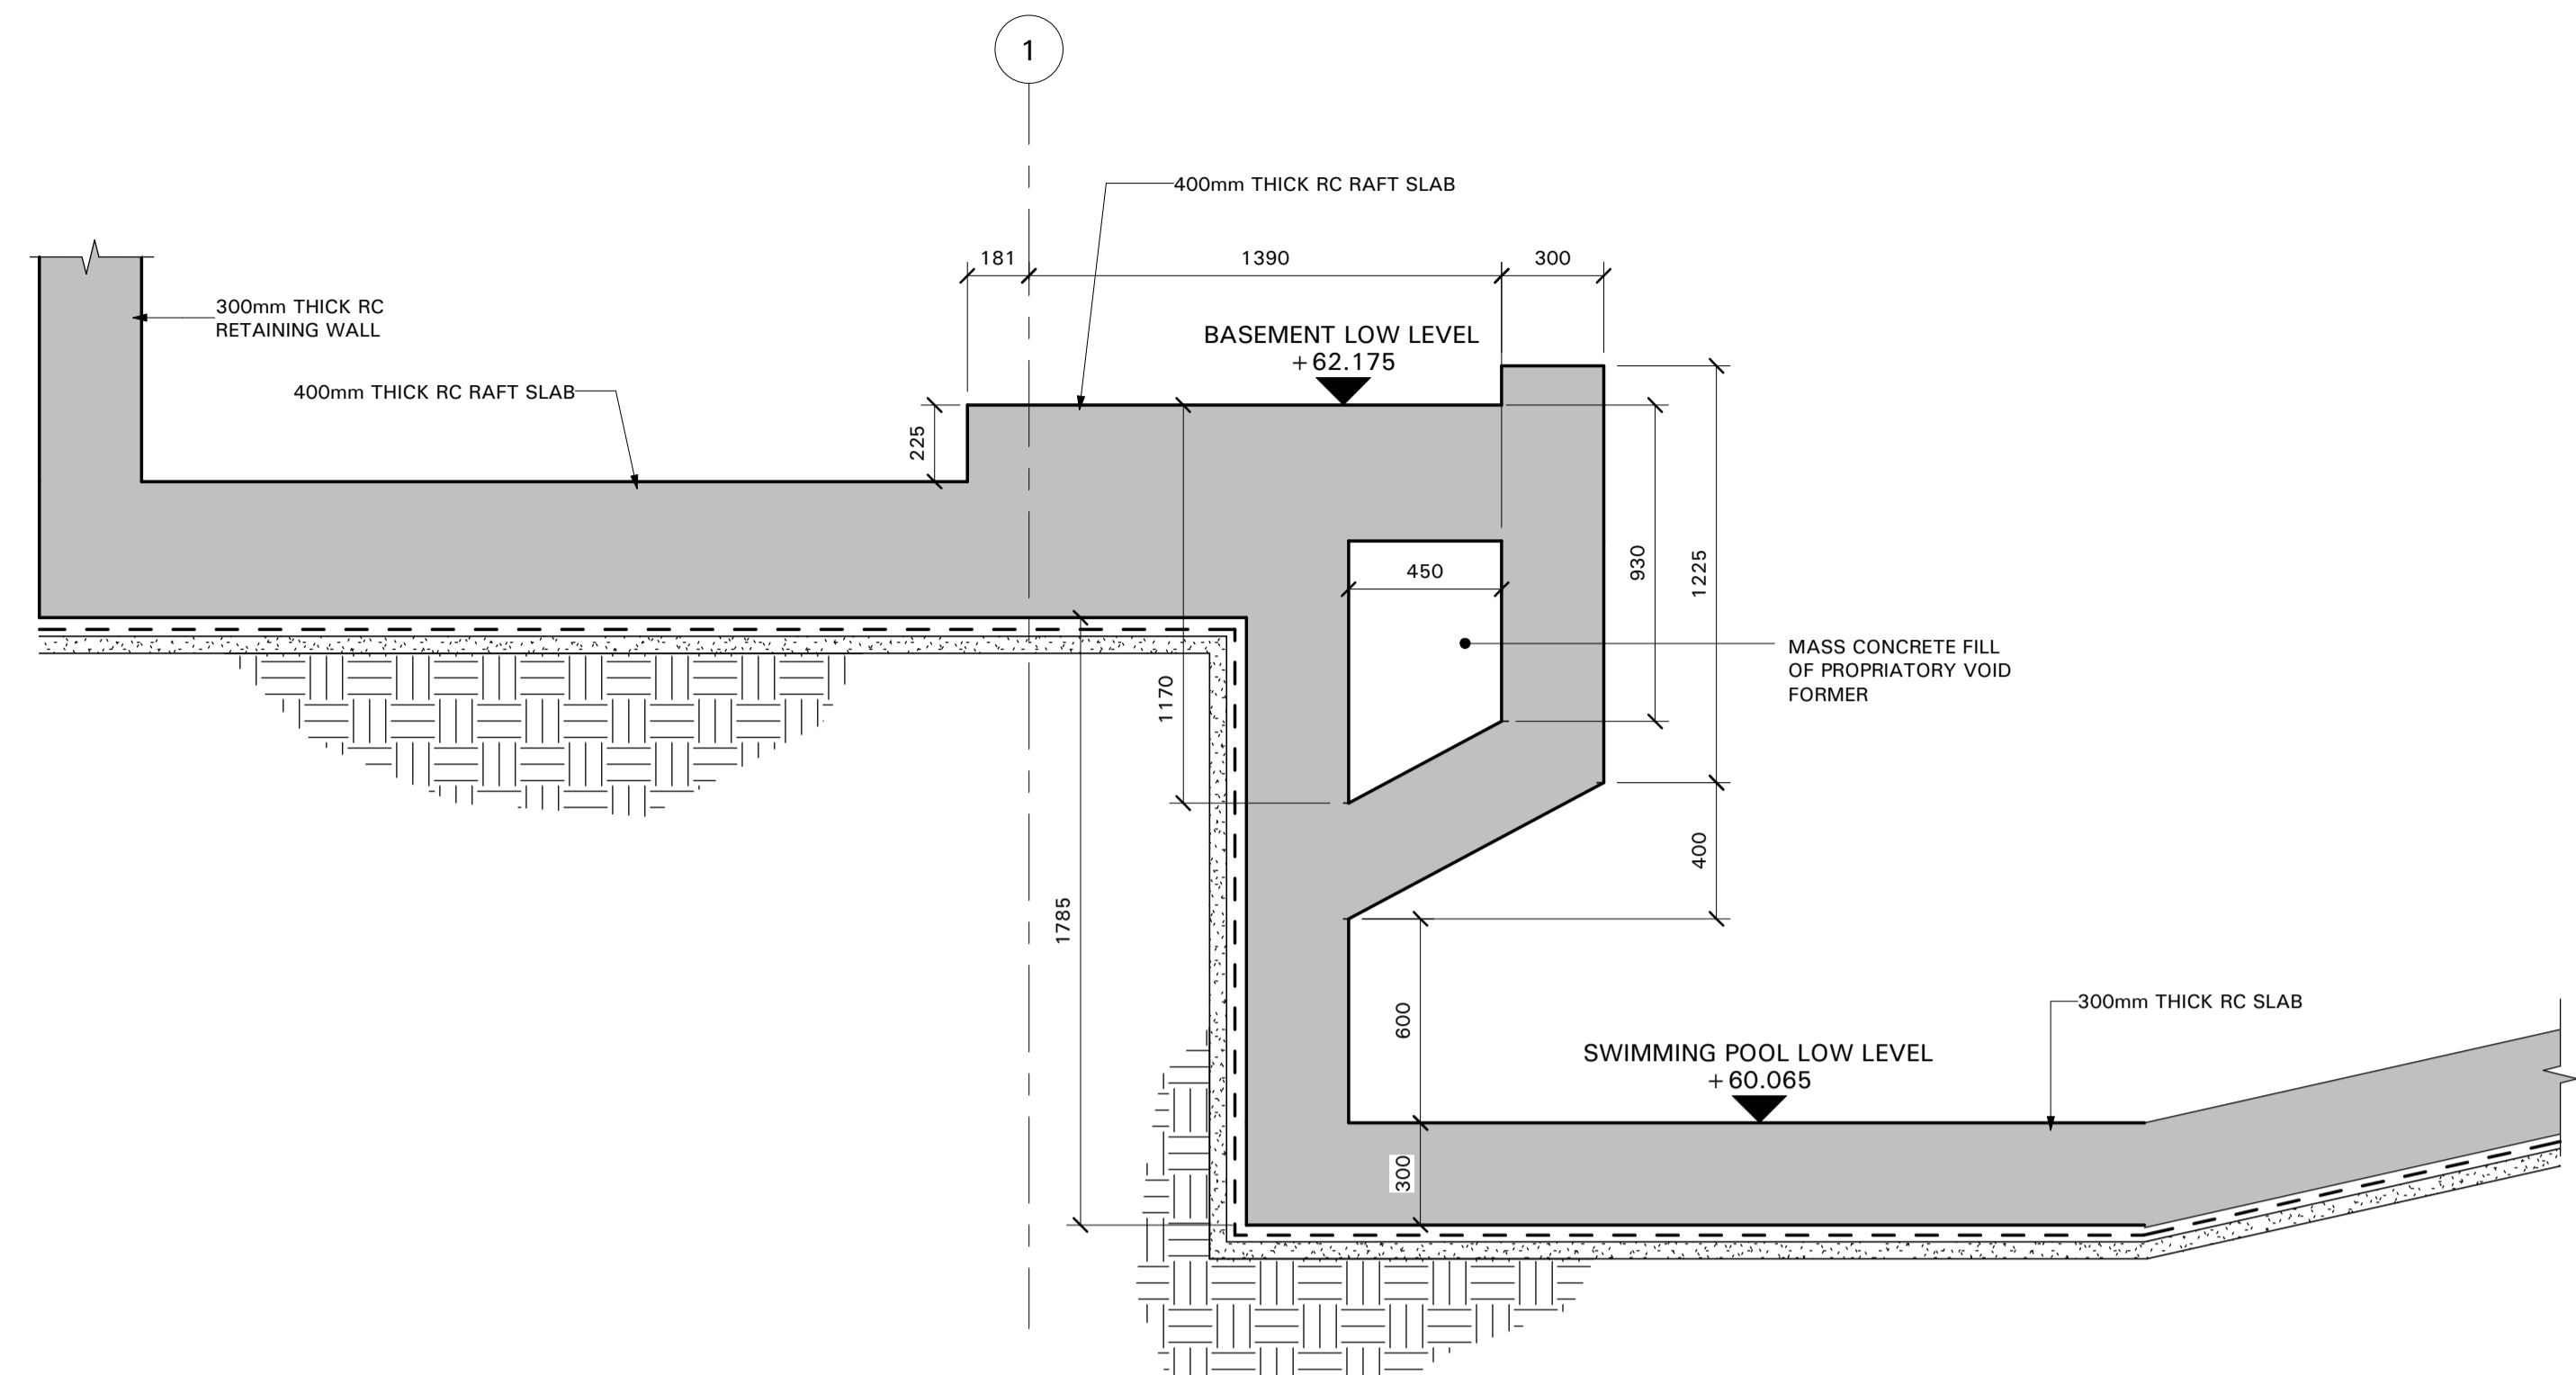 1
400mm THICK RC RAFT SLAB
181
1390
300
300mm THICK RC
RETAINING WALL
BASEMENT LOW LEVEL
+62.175
400mm THICK RC RAFT SLAB
225
450
930
1225
MASS CONCRETE FILL
OF PROPRIATORY VOID
FORMER
1170
400
1785
600
300mm THICK RC SLAB
SWIMMING POOL LOW LEVEL
+60.065
300